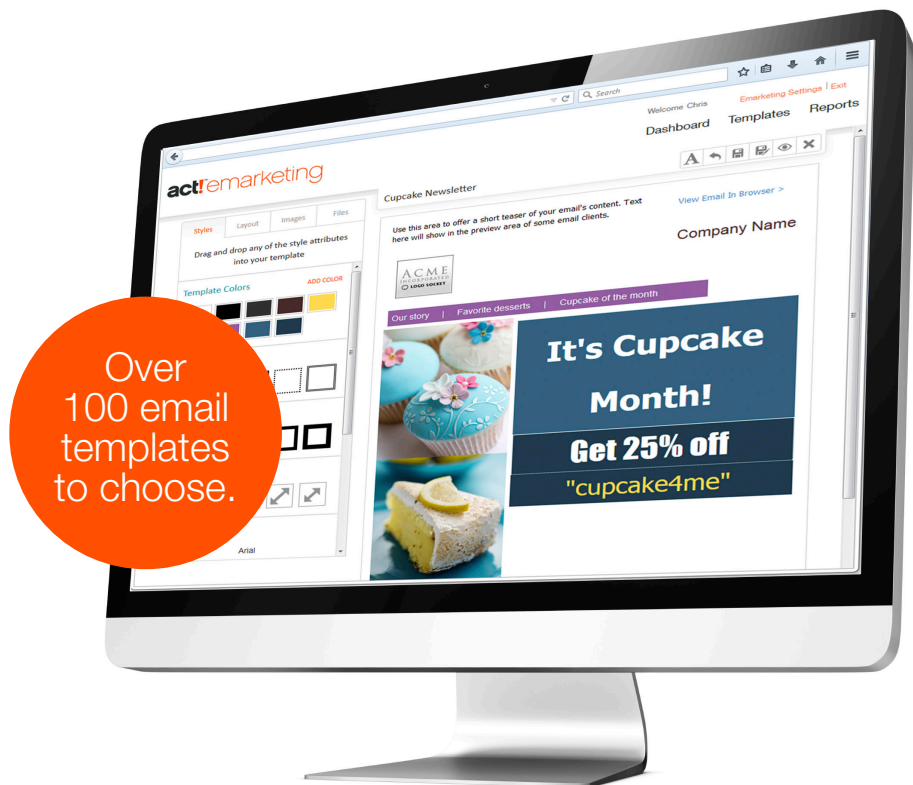 Search
Welcome Chris
Emarketing Settings | Exit
Dashboard Templates Reports
act! emarketing
Cupcake Newsletter
Styles Layout Images Files
Drag and drop any of the style attributes
into your template
Template Colors ADD COLOR
Arial
Use this area to offer a short teaser of your email's content. Text
here will show in the preview area of some email clients.
View Email In Browser >
Company Name
ACME
INCORPORATED
LOGO SOCKET
Our story | Favorite desserts | Cupcake of the month
It's Cupcake
Month!
Get 25% off
"cupcake4me"
Over
100 email
templates
to choose.